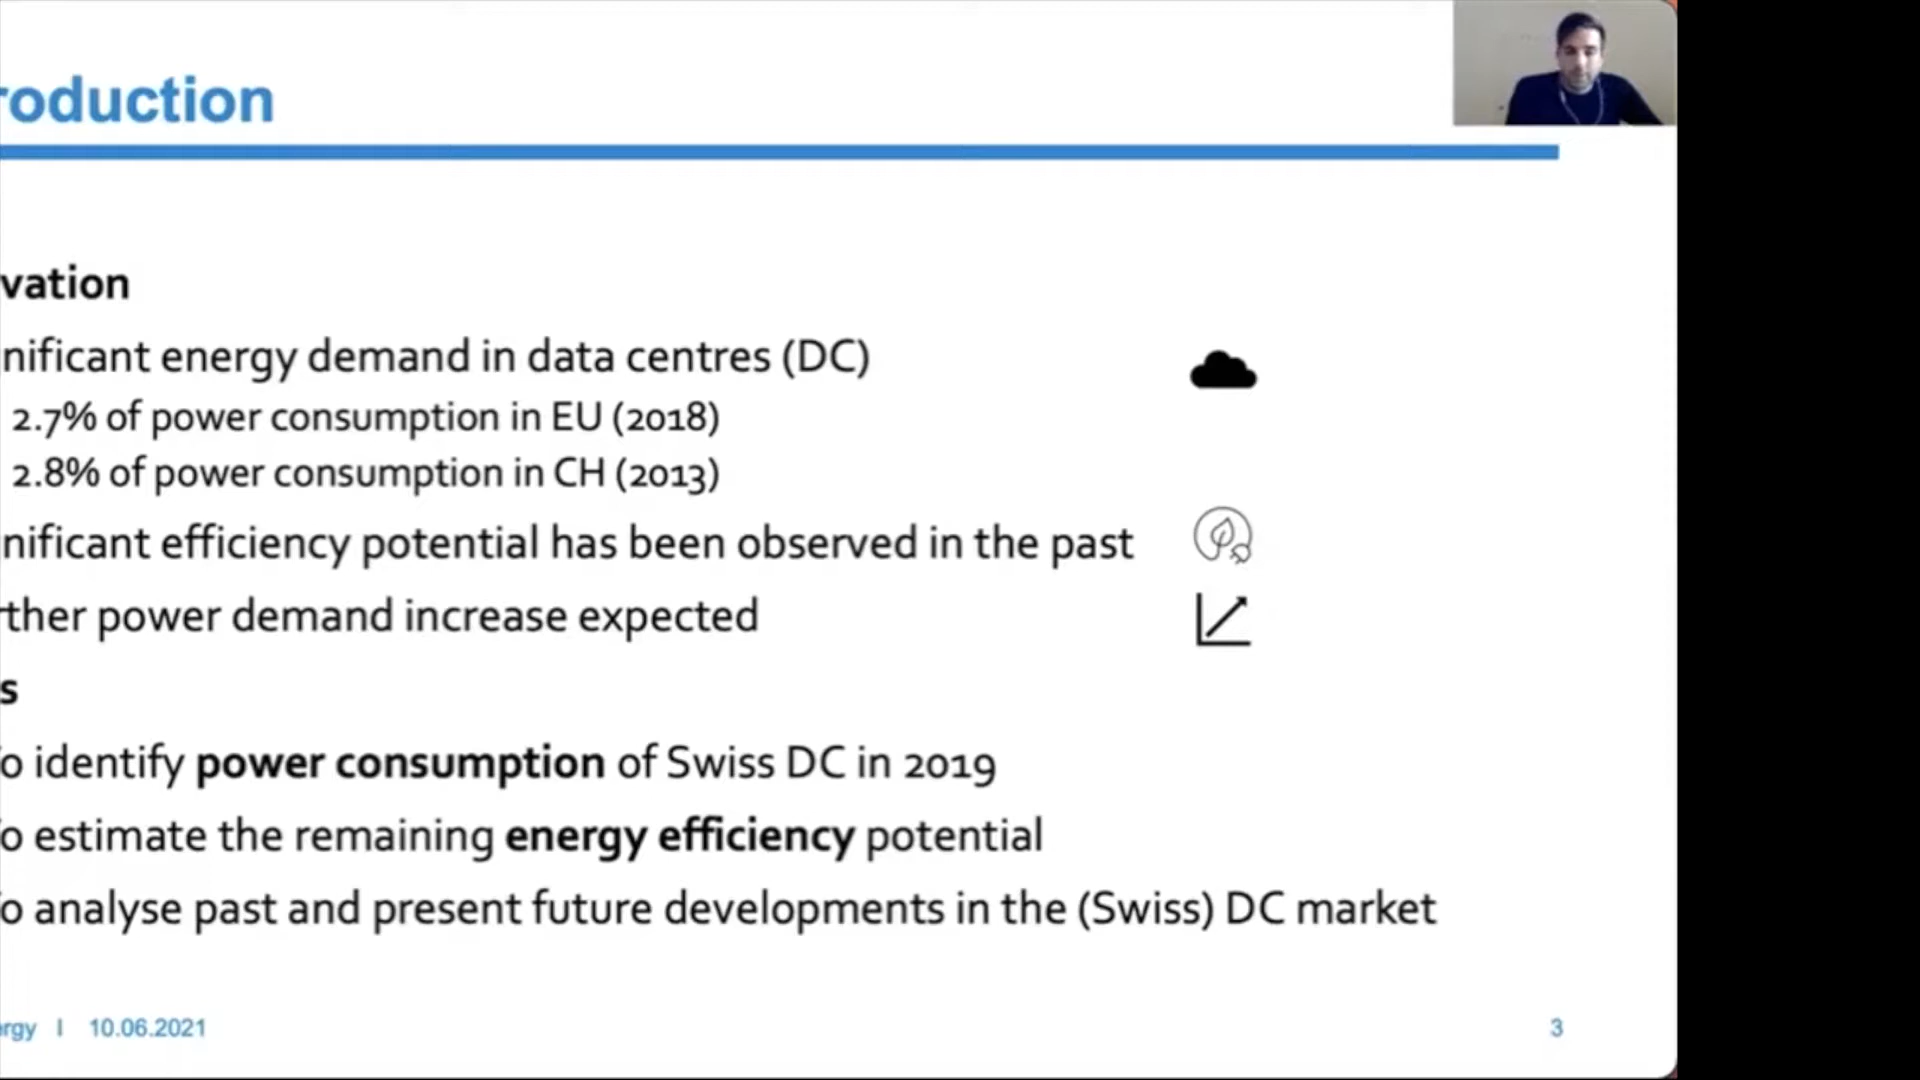 roduction
vation
nificant energy demand in data centres (DC)
2.7% of power consumption in EU (2018)
2.8% of power consumption in CH (2013)
nificant efficiency potential has been observed in the past
rther power demand increase expected
s
o identify power consumption of Swiss DC in 2019
o estimate the remaining energy efficiency potential
o analyse past and present future developments in the (Swiss) DC market
rgy | 10.06.2021
3